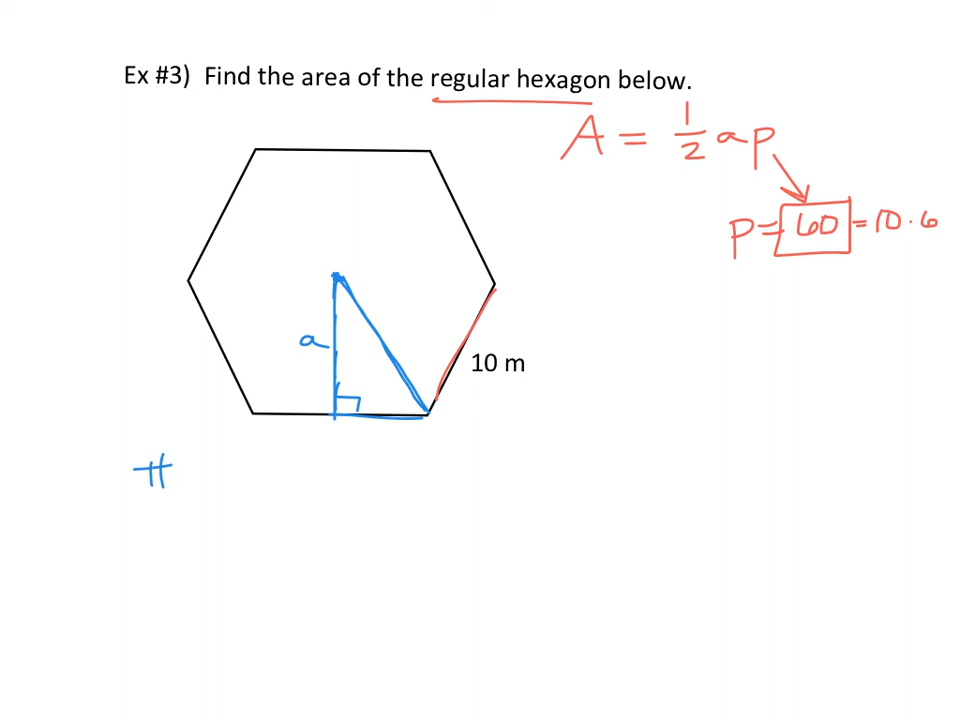 Ex #3) Find the area of the regular hexagon below.
A = 1/2 ap
P = 60 = 10 · 6
a
10 m
#